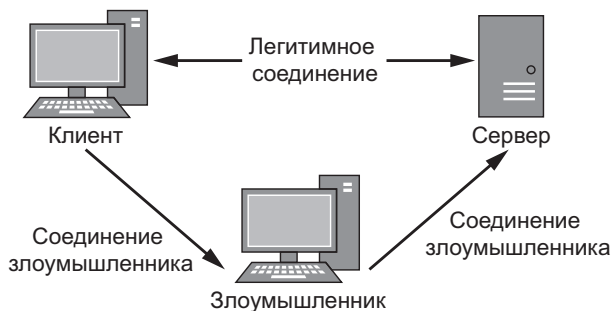 Легитимное
соединение
Клиент
Сервер
Соединение
злоумышленника
Соединение
злоумышленника
Злоумышленник